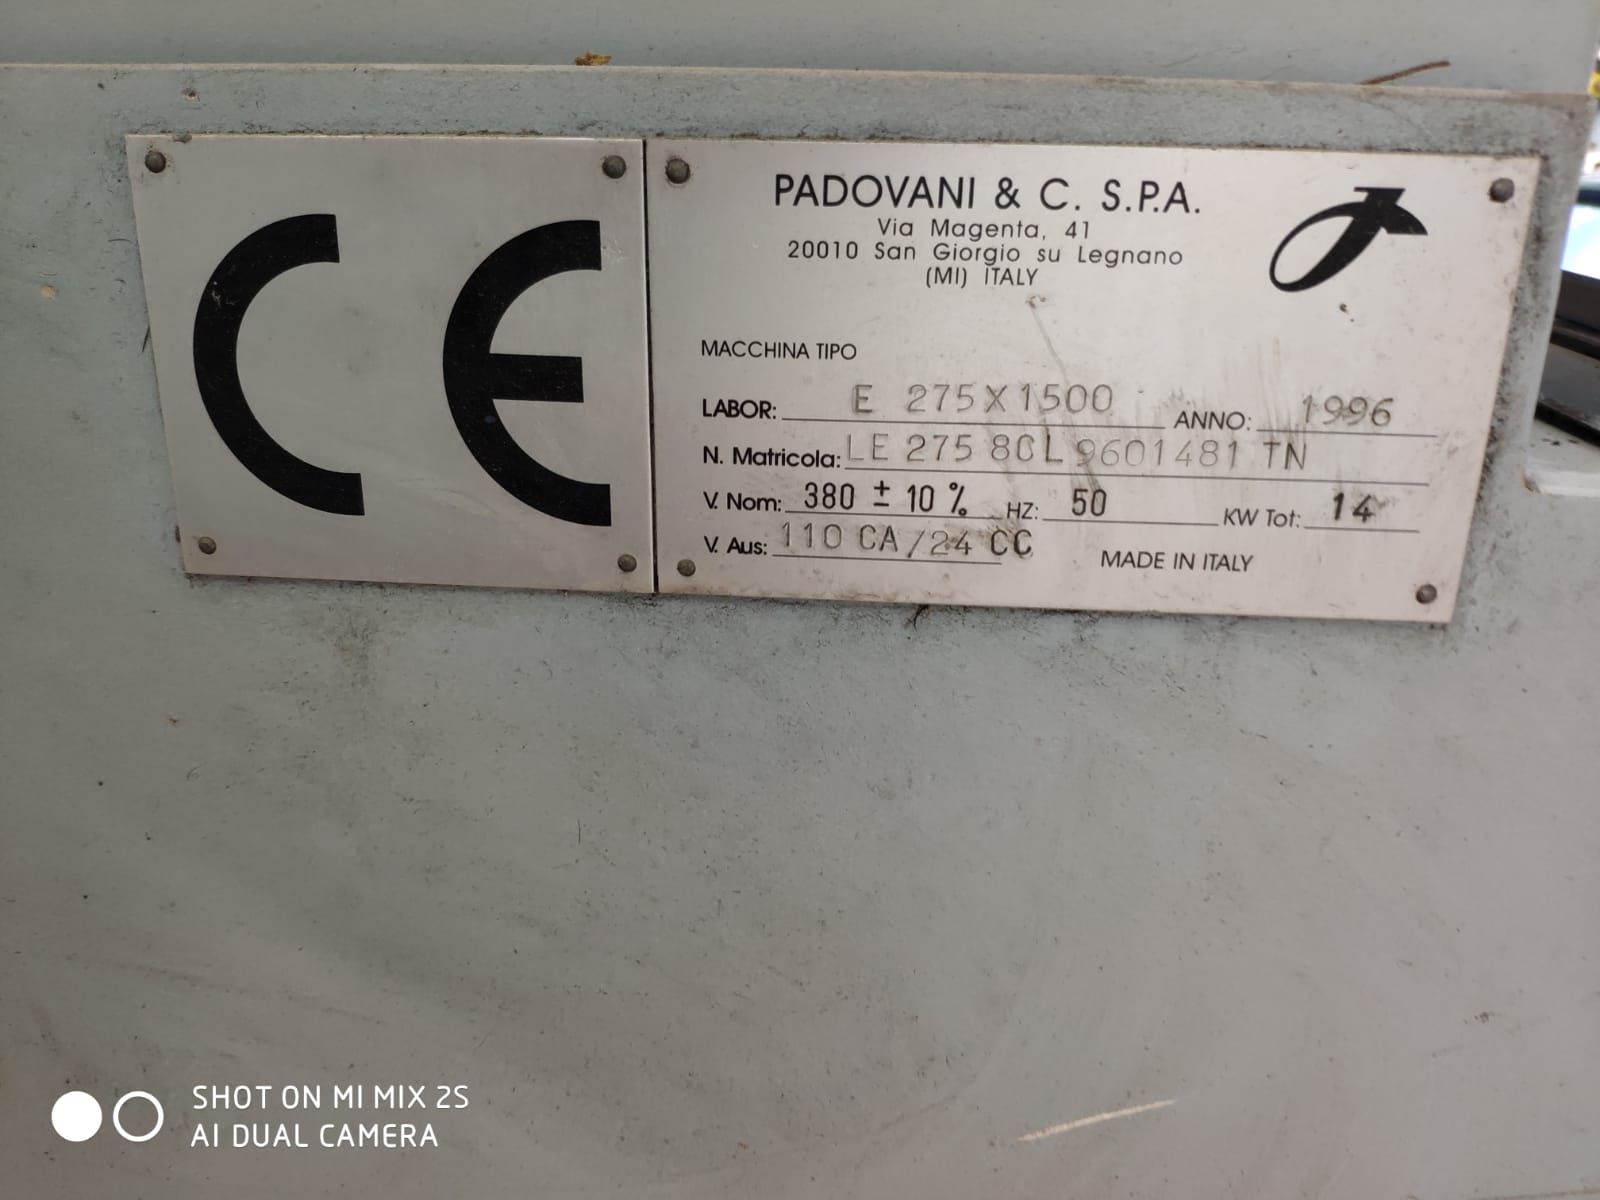 CE
PADOVANI & C. S.P.A.
Via Magenta, 41
20010 San Giorgio su Legnano
(MI) ITALY
MACCHINA TIPO
LABOR: E 275X1500 ANNO: 1996
N. Matricola: LE 275 8CL 9601481 TN
V. Nom: 380 ± 10 % HZ: 50 KW Tot: 14
V. Aus: 110 CA/24 CC MADE IN ITALY
SHOT ON MI MIX 2S
AI DUAL CAMERA